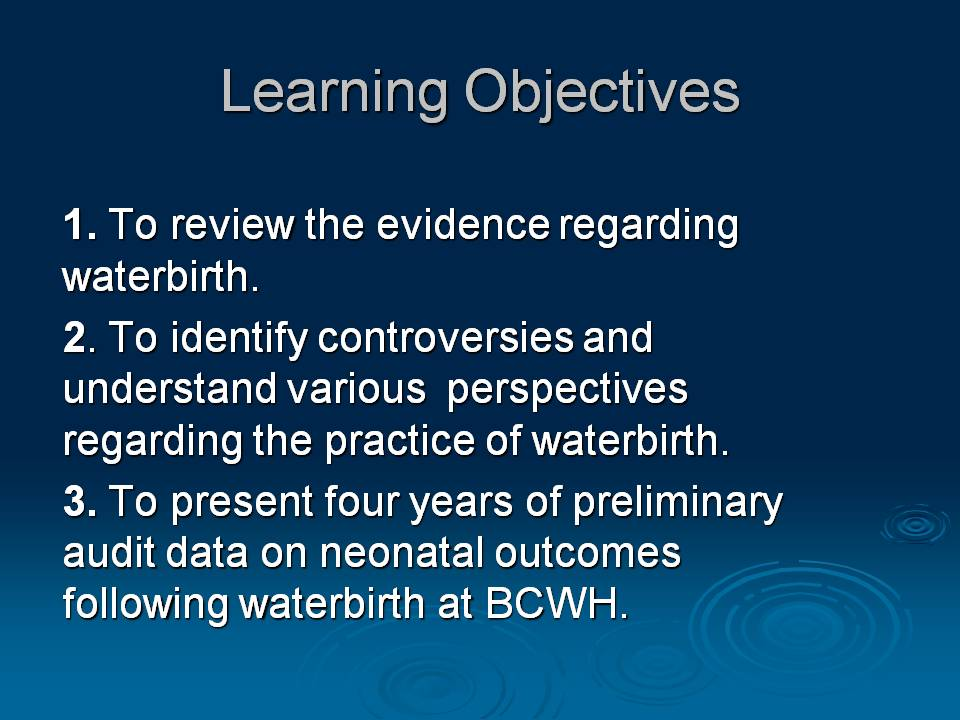 Learning Objectives
1. To review the evidence regarding
waterbirth.
2. To identify controversies and
understand various  perspectives
regarding the practice of waterbirth.
3. To present four years of preliminary
audit data on neonatal outcomes
following waterbirth at BCWH.